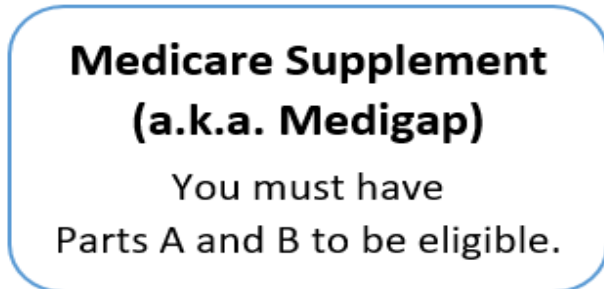 Medicare Supplement
(a.k.a. Medigap)
You must have
Parts A and B to be eligible.